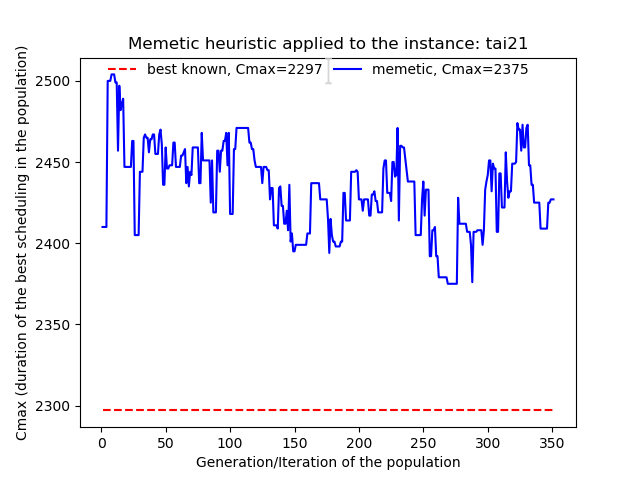 Memetic heuristic applied to the instance: tai21
best known, Cmax=2297
memetic, Cmax=2375
Cmax (duration of the best scheduling in the population)
2500
2450
2400
2350
2300
0 50 100 150 200 250 300 350
Generation/Iteration of the population